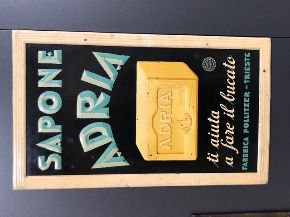 SAPONE
ADRIA
ADRIA
ti aiuta
a fare il bucato
FABBRICA POLLITZER - TRIESTE